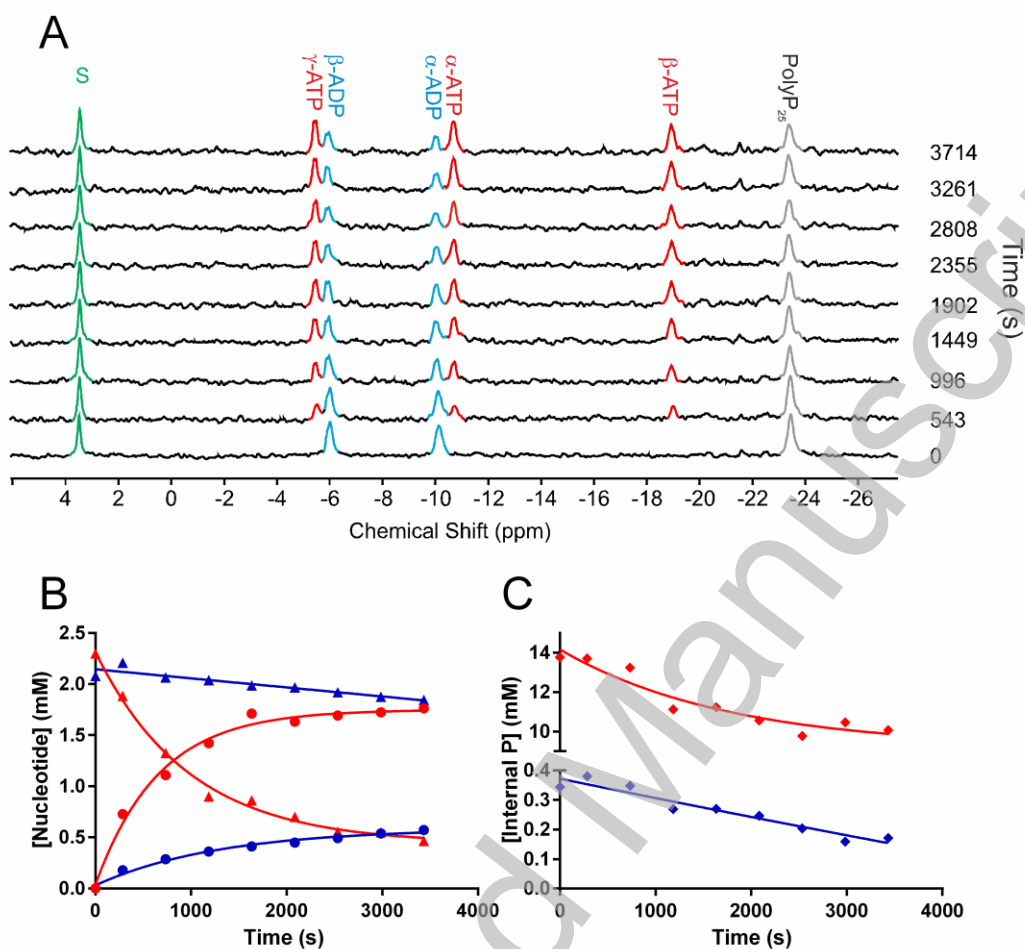 A
S
γ-ATP
β-ADP
α-ADP
α-ATP
β-ATP
PolyP25
3714
3261
2808
2355
1902
1449
996
543
0
Time (s)
4 2 0 -2 -4 -6 -8 -10 -12 -14 -16 -18 -20 -22 -24 -26
Chemical Shift (ppm)
B
2.5
2.0
1.5
1.0
0.5
0.0
[Nucleotide] (mM)
0 1000 2000 3000 4000
Time (s)
C
14
12
10
0.4
0.3
0.2
0.1
0.0
[Internal P] (mM)
0 1000 2000 3000 4000
Time (s)
d Manuscri